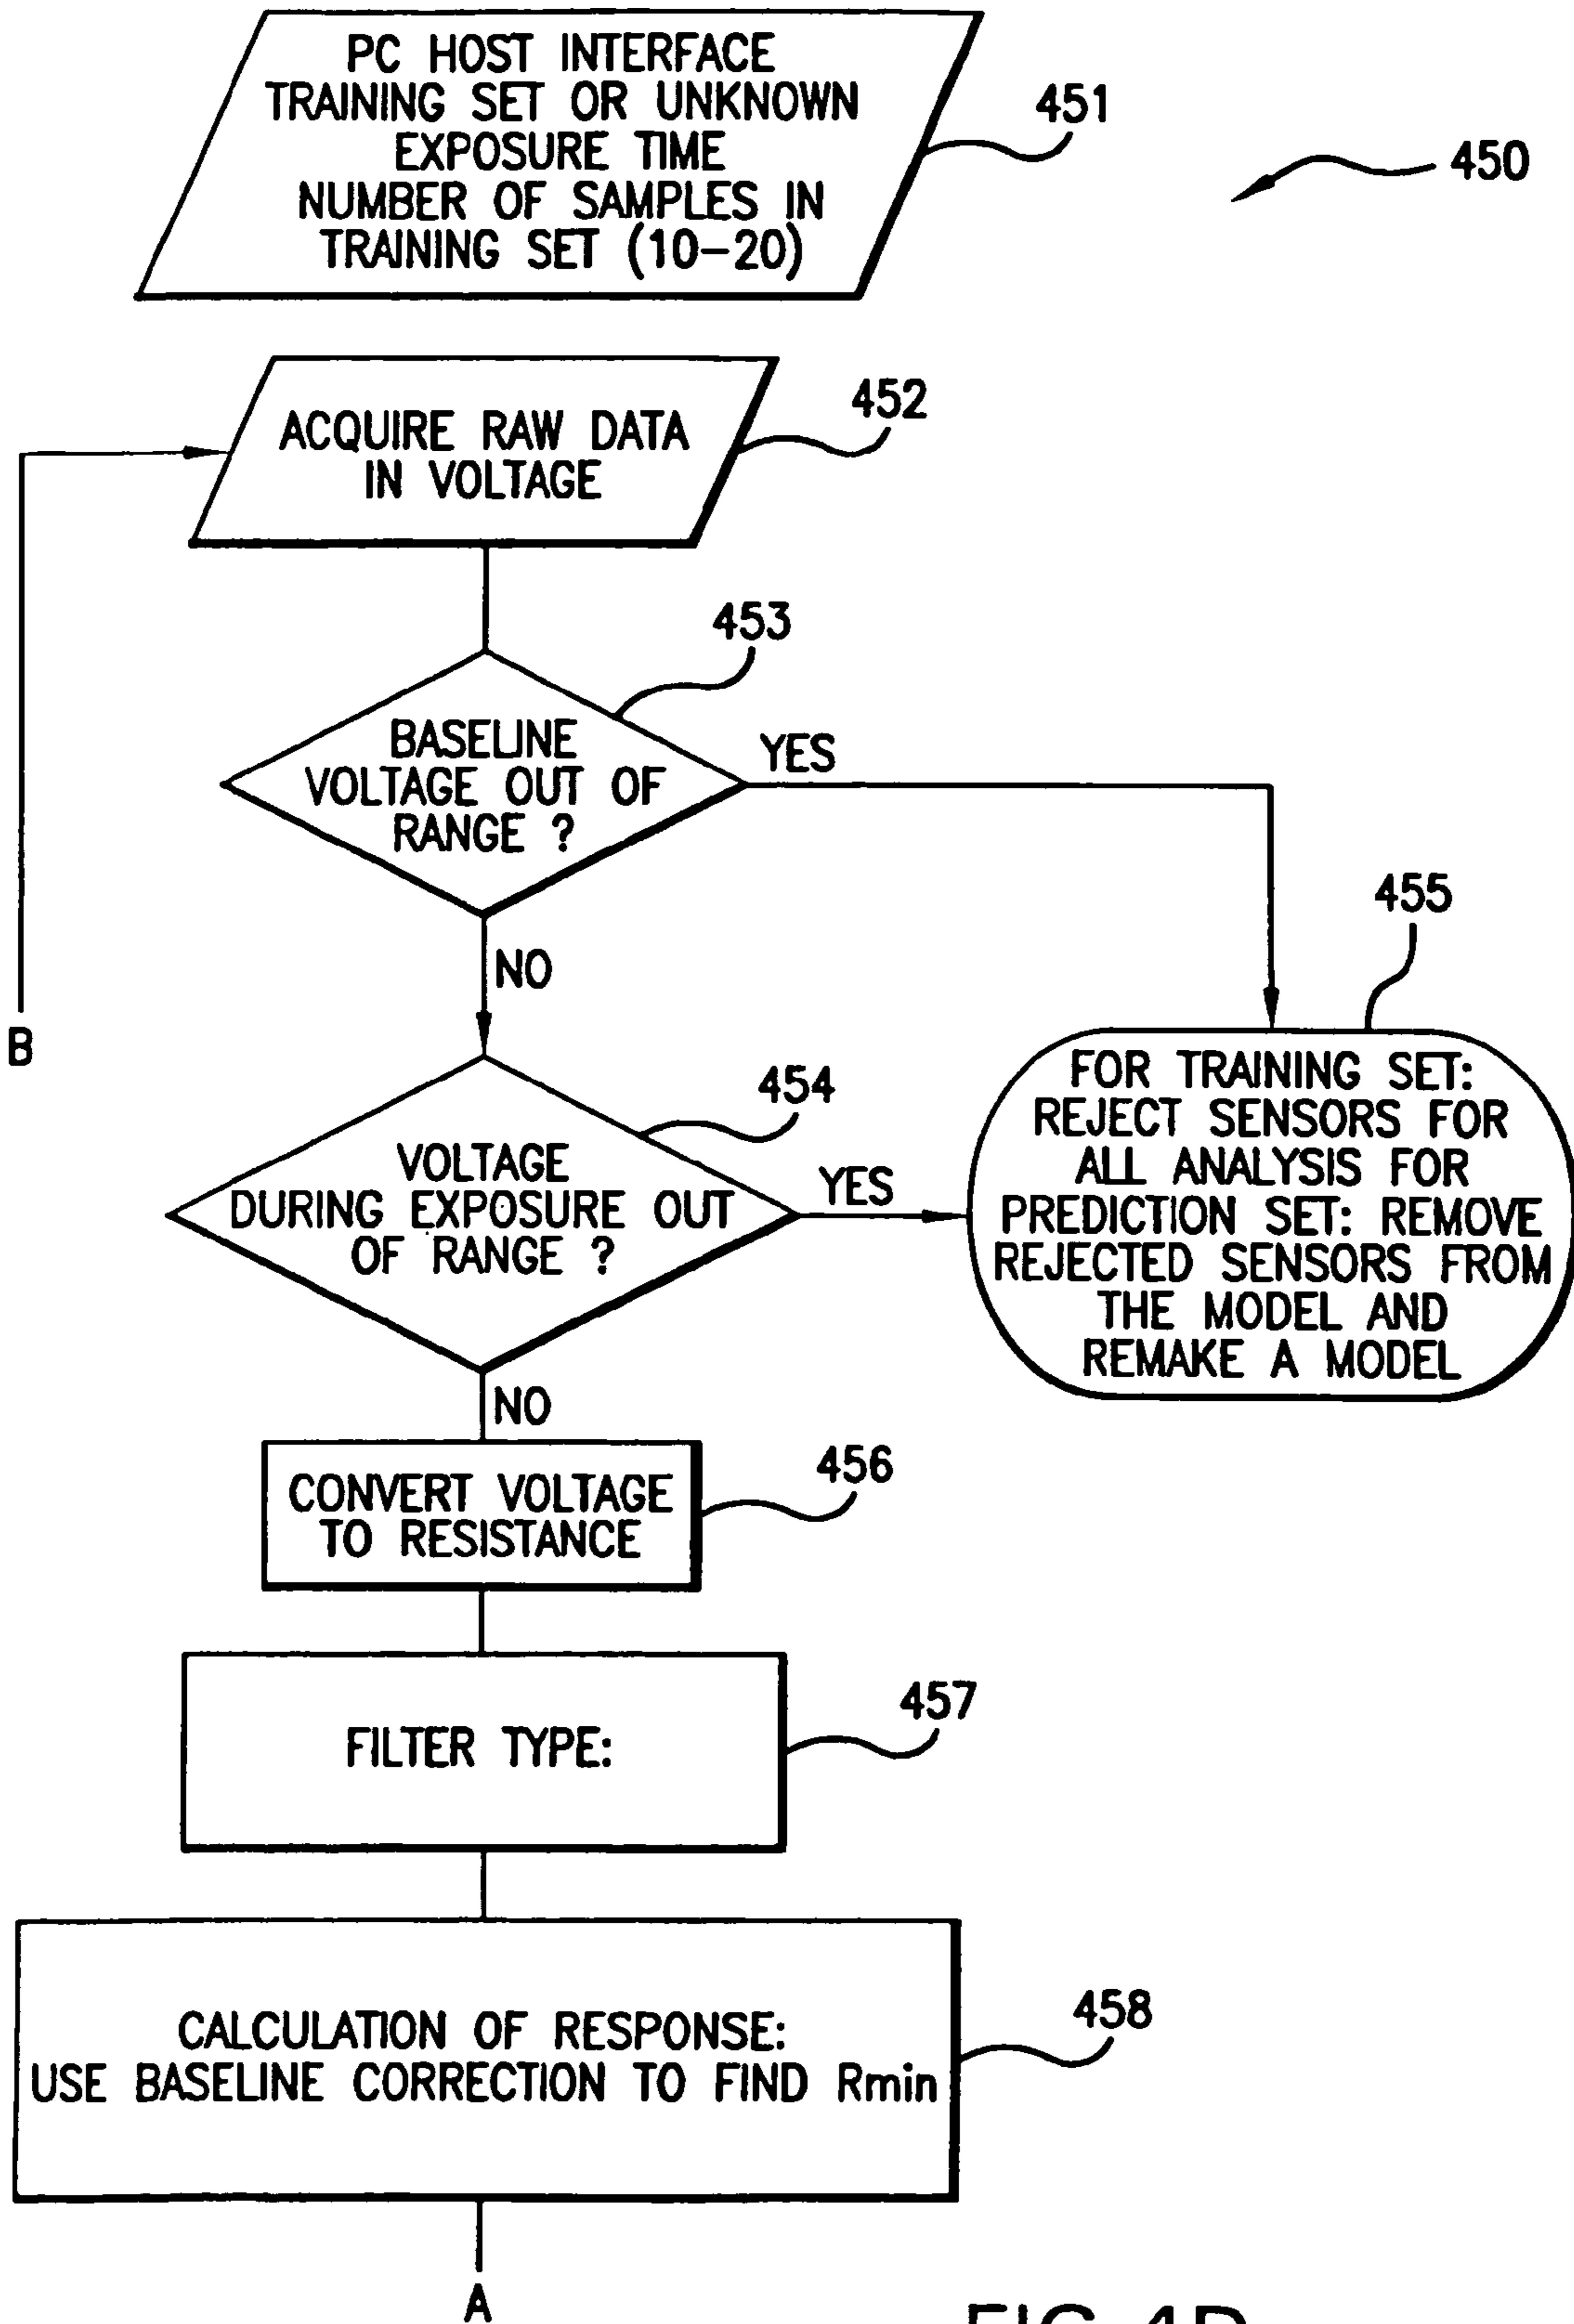 PC HOST INTERFACE
TRAINING SET OR UNKNOWN
EXPOSURE TIME
NUMBER OF SAMPLES IN
TRAINING SET (10-20)
451
450
ACQUIRE RAW DATA
IN VOLTAGE
452
453
BASELINE
VOLTAGE OUT OF
RANGE ?
YES
NO
B
455
FOR TRAINING SET:
REJECT SENSORS FOR
ALL ANALYSIS FOR
PREDICTION SET: REMOVE
REJECTED SENSORS FROM
THE MODEL AND
REMAKE A MODEL
454
VOLTAGE
DURING EXPOSURE OUT
OF RANGE ?
YES
NO
CONVERT VOLTAGE
TO RESISTANCE
456
FILTER TYPE:
457
CALCULATION OF RESPONSE:
USE BASELINE CORRECTION TO FIND Rmin
458
A